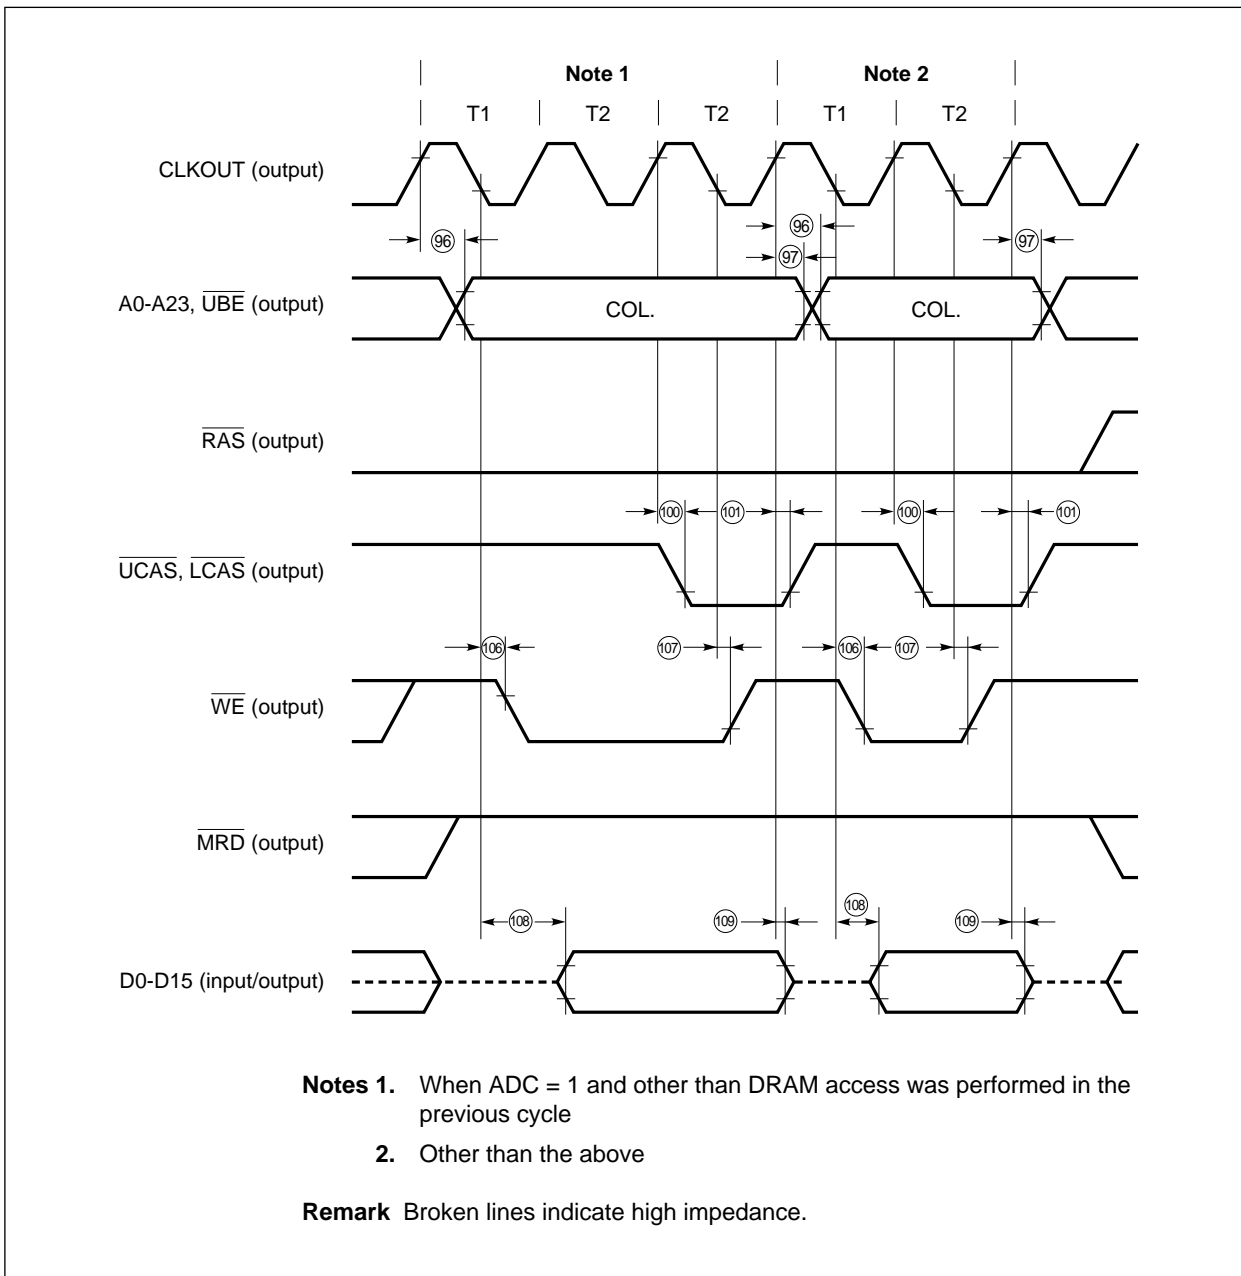 Note 1 Note 2
T1 T2 T2 T1 T2
CLKOUT (output)
96 96 97 97
A0-A23, UBE (output) COL. COL.
RAS (output)
100 101 100 101
UCAS, LCAS (output)
106 107 106 107
WE (output)
MRD (output)
108 109 108 109
D0-D15 (input/output)
Notes 1. When ADC = 1 and other than DRAM access was performed in the
previous cycle
2. Other than the above
Remark Broken lines indicate high impedance.